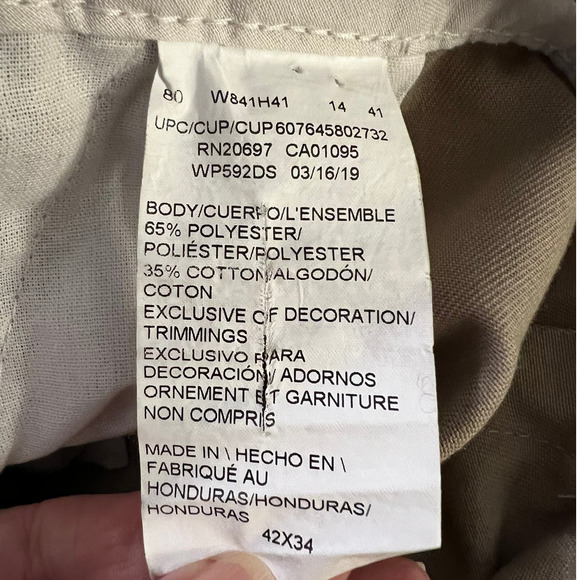 80 W841H41 14 41
UPC/CUP/CUP607645802732
RN20697 CA01095
WP592DS 03/16/19
BODY/CUERPO/L'ENSEMBLE
65% POLYESTER/
POLIÉSTER/POLYESTER
35% COTTON/ALGODÓN/
COTON
EXCLUSIVE OF DECORATION/
TRIMMINGS
EXCLUSIVO PARA
DECORACIÓN/ ADORNOS
ORNEMENT ET GARNITURE
NON COMPRIS
MADE IN \ HECHO EN \
FABRIQUÉ AU
HONDURAS/HONDURAS/
HONDURAS
42X34